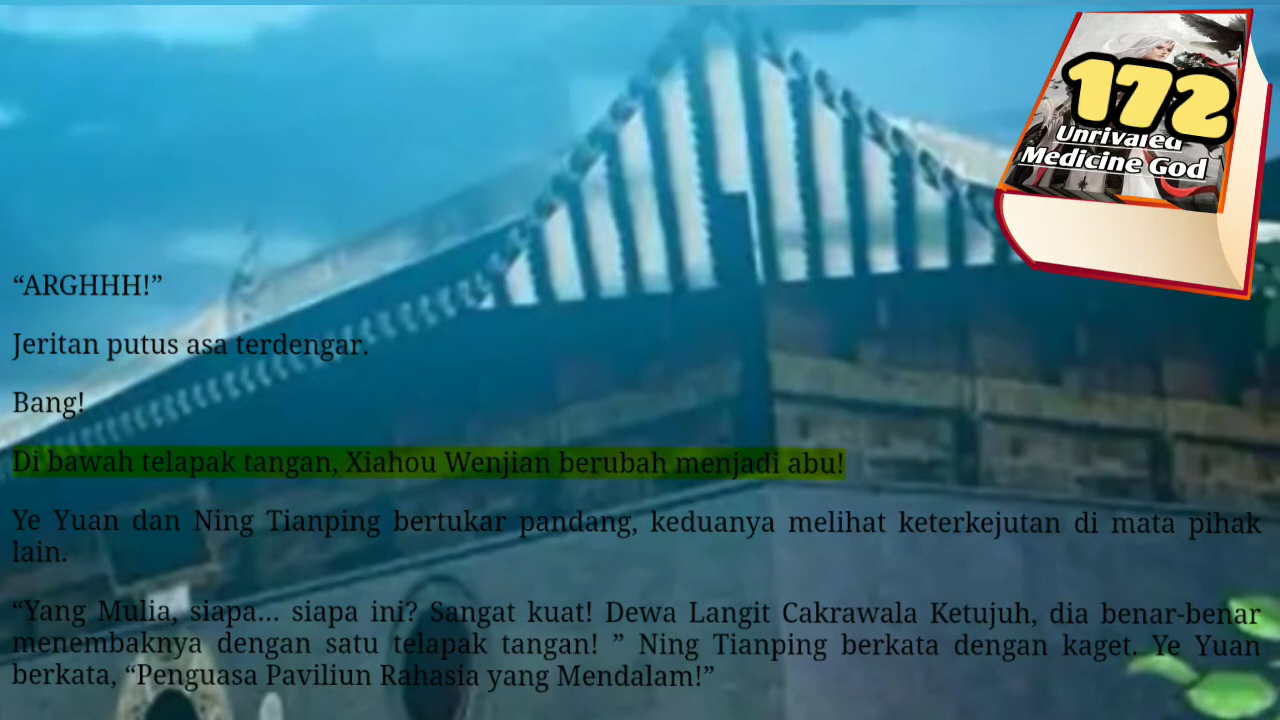 172
Unrivaled
Medicine God
“ARGHHH!”
Jeritan putus asa terdengar.
Bang!
Di bawah telapak tangan, Xiahou Wenjian berubah menjadi abu!
Ye Yuan dan Ning Tianping bertukar pandang, keduanya melihat keterkejutan di mata pihak
lain.
“Yang Mulia, siapa... siapa ini? Sangat kuat! Dewa Langit Cakrawala Ketujuh, dia benar-benar
menembaknya dengan satu telapak tangan! ” Ning Tianping berkata dengan kaget. Ye Yuan
berkata, “Penguasa Paviliun Rahasia yang Mendalam!”